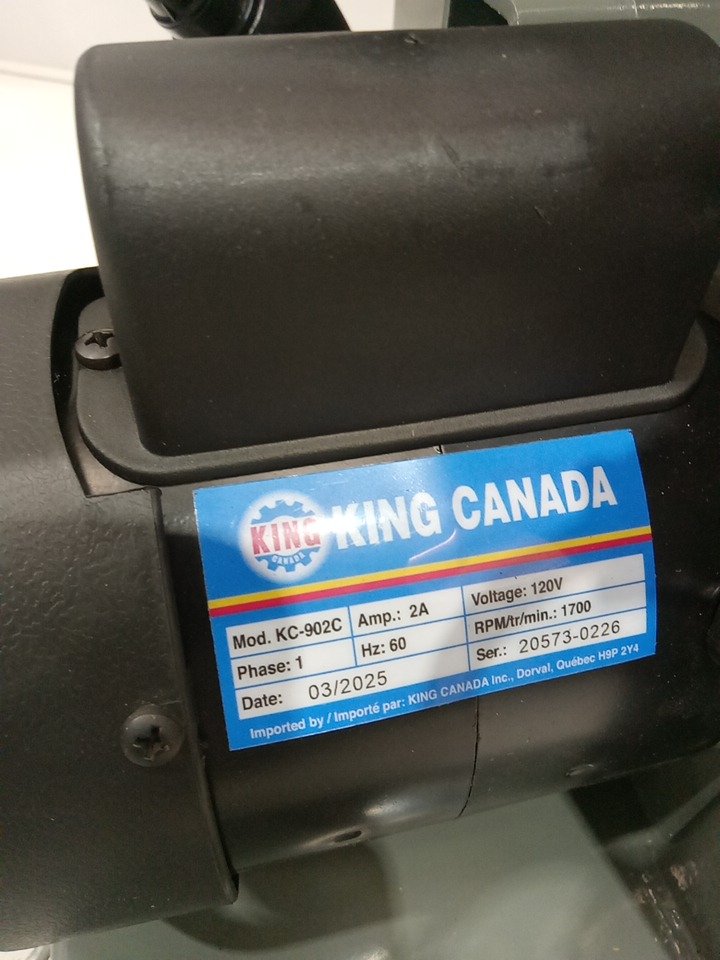 KING
CANADA
KING CANADA
Mod. KC-902C
Amp.: 2A
Voltage: 120V
Phase: 1
Hz: 60
RPM/tr/min.: 1700
Date: 03/2025
Ser.: 20573-0226
Imported by / Importé par: KING CANADA Inc., Dorval, Québec H9P 2Y4